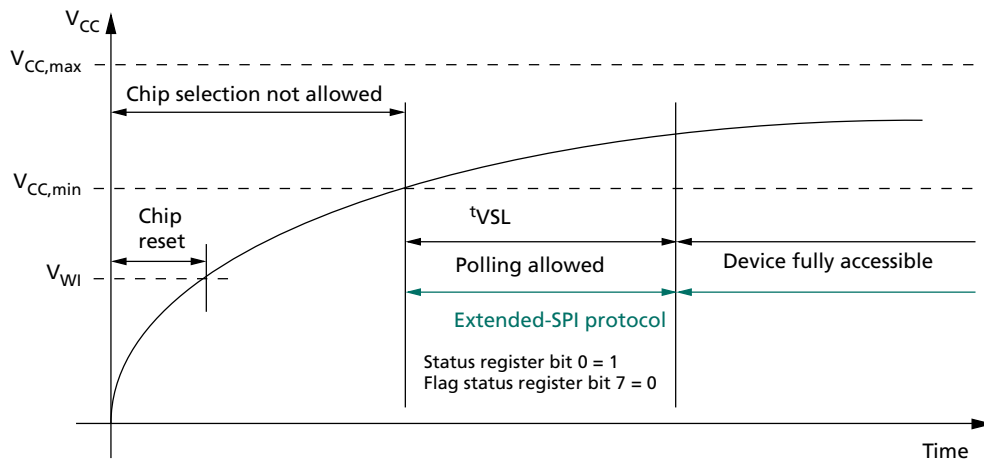 VCC
VCC,max
Chip selection not allowed
VCC,min
Chip
reset
tVSL
VWI
Polling allowed
Device fully accessible
Extended-SPI protocol
Status register bit 0 = 1
Flag status register bit 7 = 0
Time